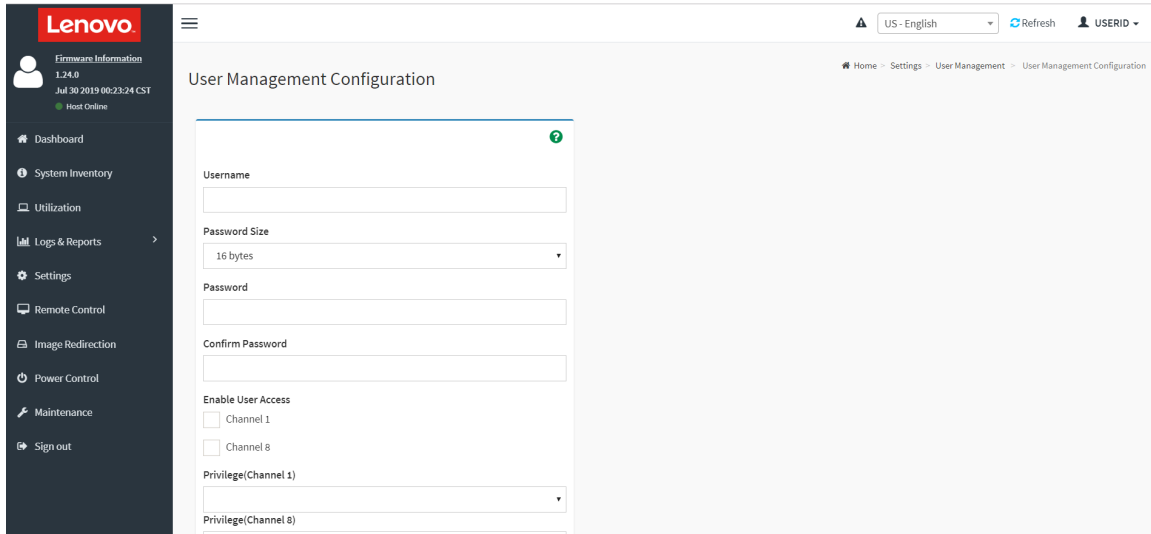 Lenovo
US - English
Refresh
USERID
Firmware Information
1.24.0
Jul 30 2019 00:23:24 CST
Host Online
User Management Configuration
Home > Settings > User Management > User Management Configuration
Dashboard
System Inventory
Utilization
Logs & Reports
Settings
Remote Control
Image Redirection
Power Control
Maintenance
Sign out
Username
Password Size
16 bytes
Password
Confirm Password
Enable User Access
Channel 1
Channel 8
Privilege(Channel 1)
Privilege(Channel 8)